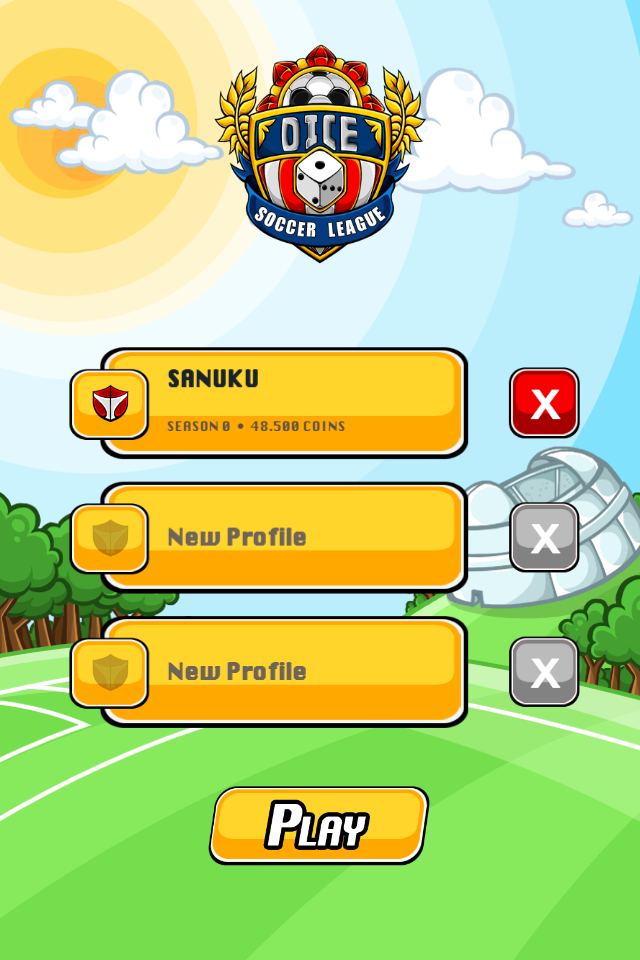 DICE
SOCCER LEAGUE
SANUKU
SEASON 0 • 48.500 COINS
X
New Profile
X
New Profile
X
PLAY